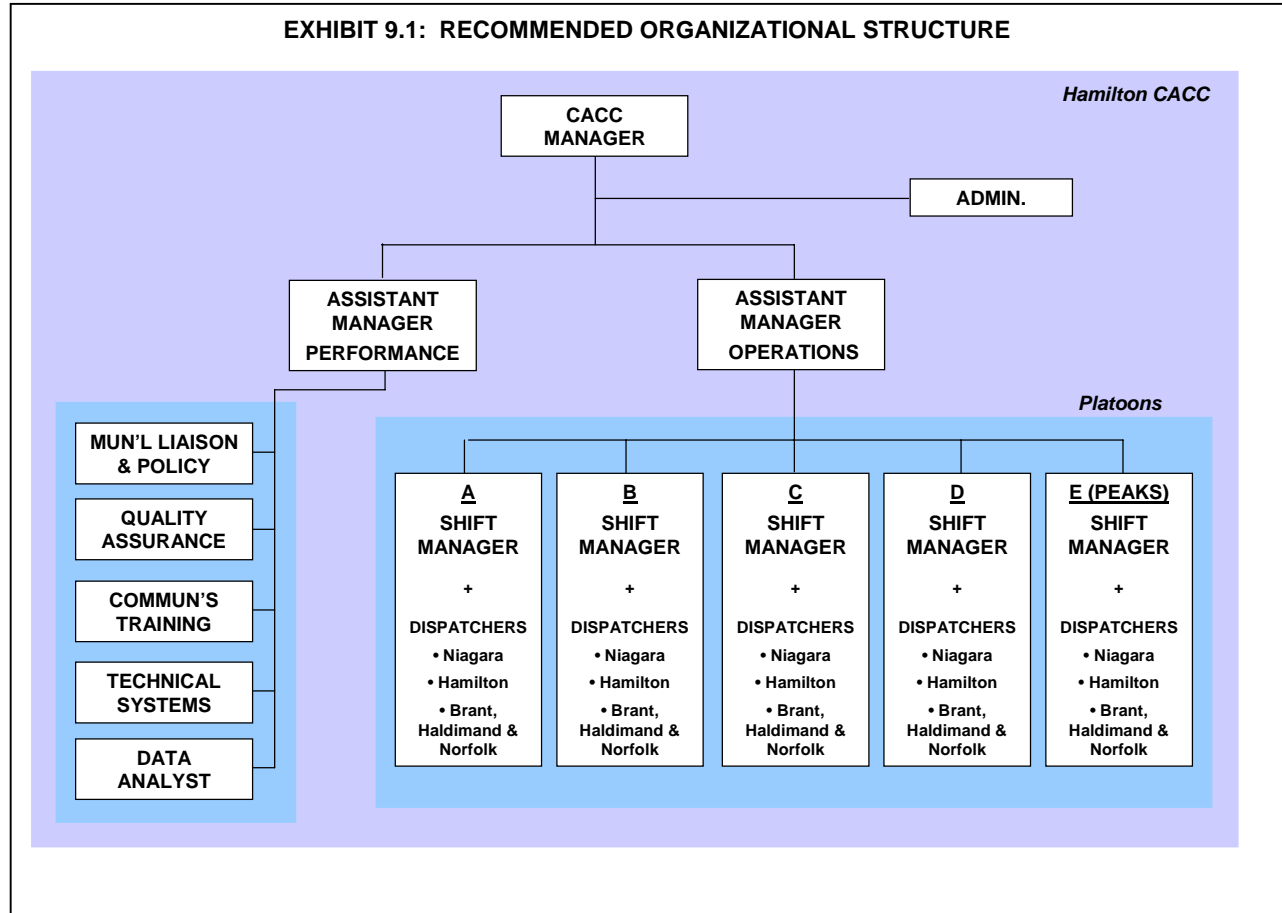 EXHIBIT 9.1: RECOMMENDED ORGANIZATIONAL STRUCTURE
Hamilton CACC
CACC
MANAGER
ADMIN.
ASSISTANT
MANAGER
PERFORMANCE
ASSISTANT
MANAGER
OPERATIONS
MUN'L LIAISON
& POLICY
QUALITY
ASSURANCE
COMMUN'S
TRAINING
TECHNICAL
SYSTEMS
DATA
ANALYST
Platoons
A
SHIFT
MANAGER
+
DISPATCHERS
• Niagara
• Hamilton
• Brant,
Haldimand &
Norfolk
B
SHIFT
MANAGER
+
DISPATCHERS
• Niagara
• Hamilton
• Brant,
Haldimand &
Norfolk
C
SHIFT
MANAGER
+
DISPATCHERS
• Niagara
• Hamilton
• Brant,
Haldimand &
Norfolk
D
SHIFT
MANAGER
+
DISPATCHERS
• Niagara
• Hamilton
• Brant,
Haldimand &
Norfolk
E (PEAKS)
SHIFT
MANAGER
+
DISPATCHERS
• Niagara
• Hamilton
• Brant,
Haldimand &
Norfolk